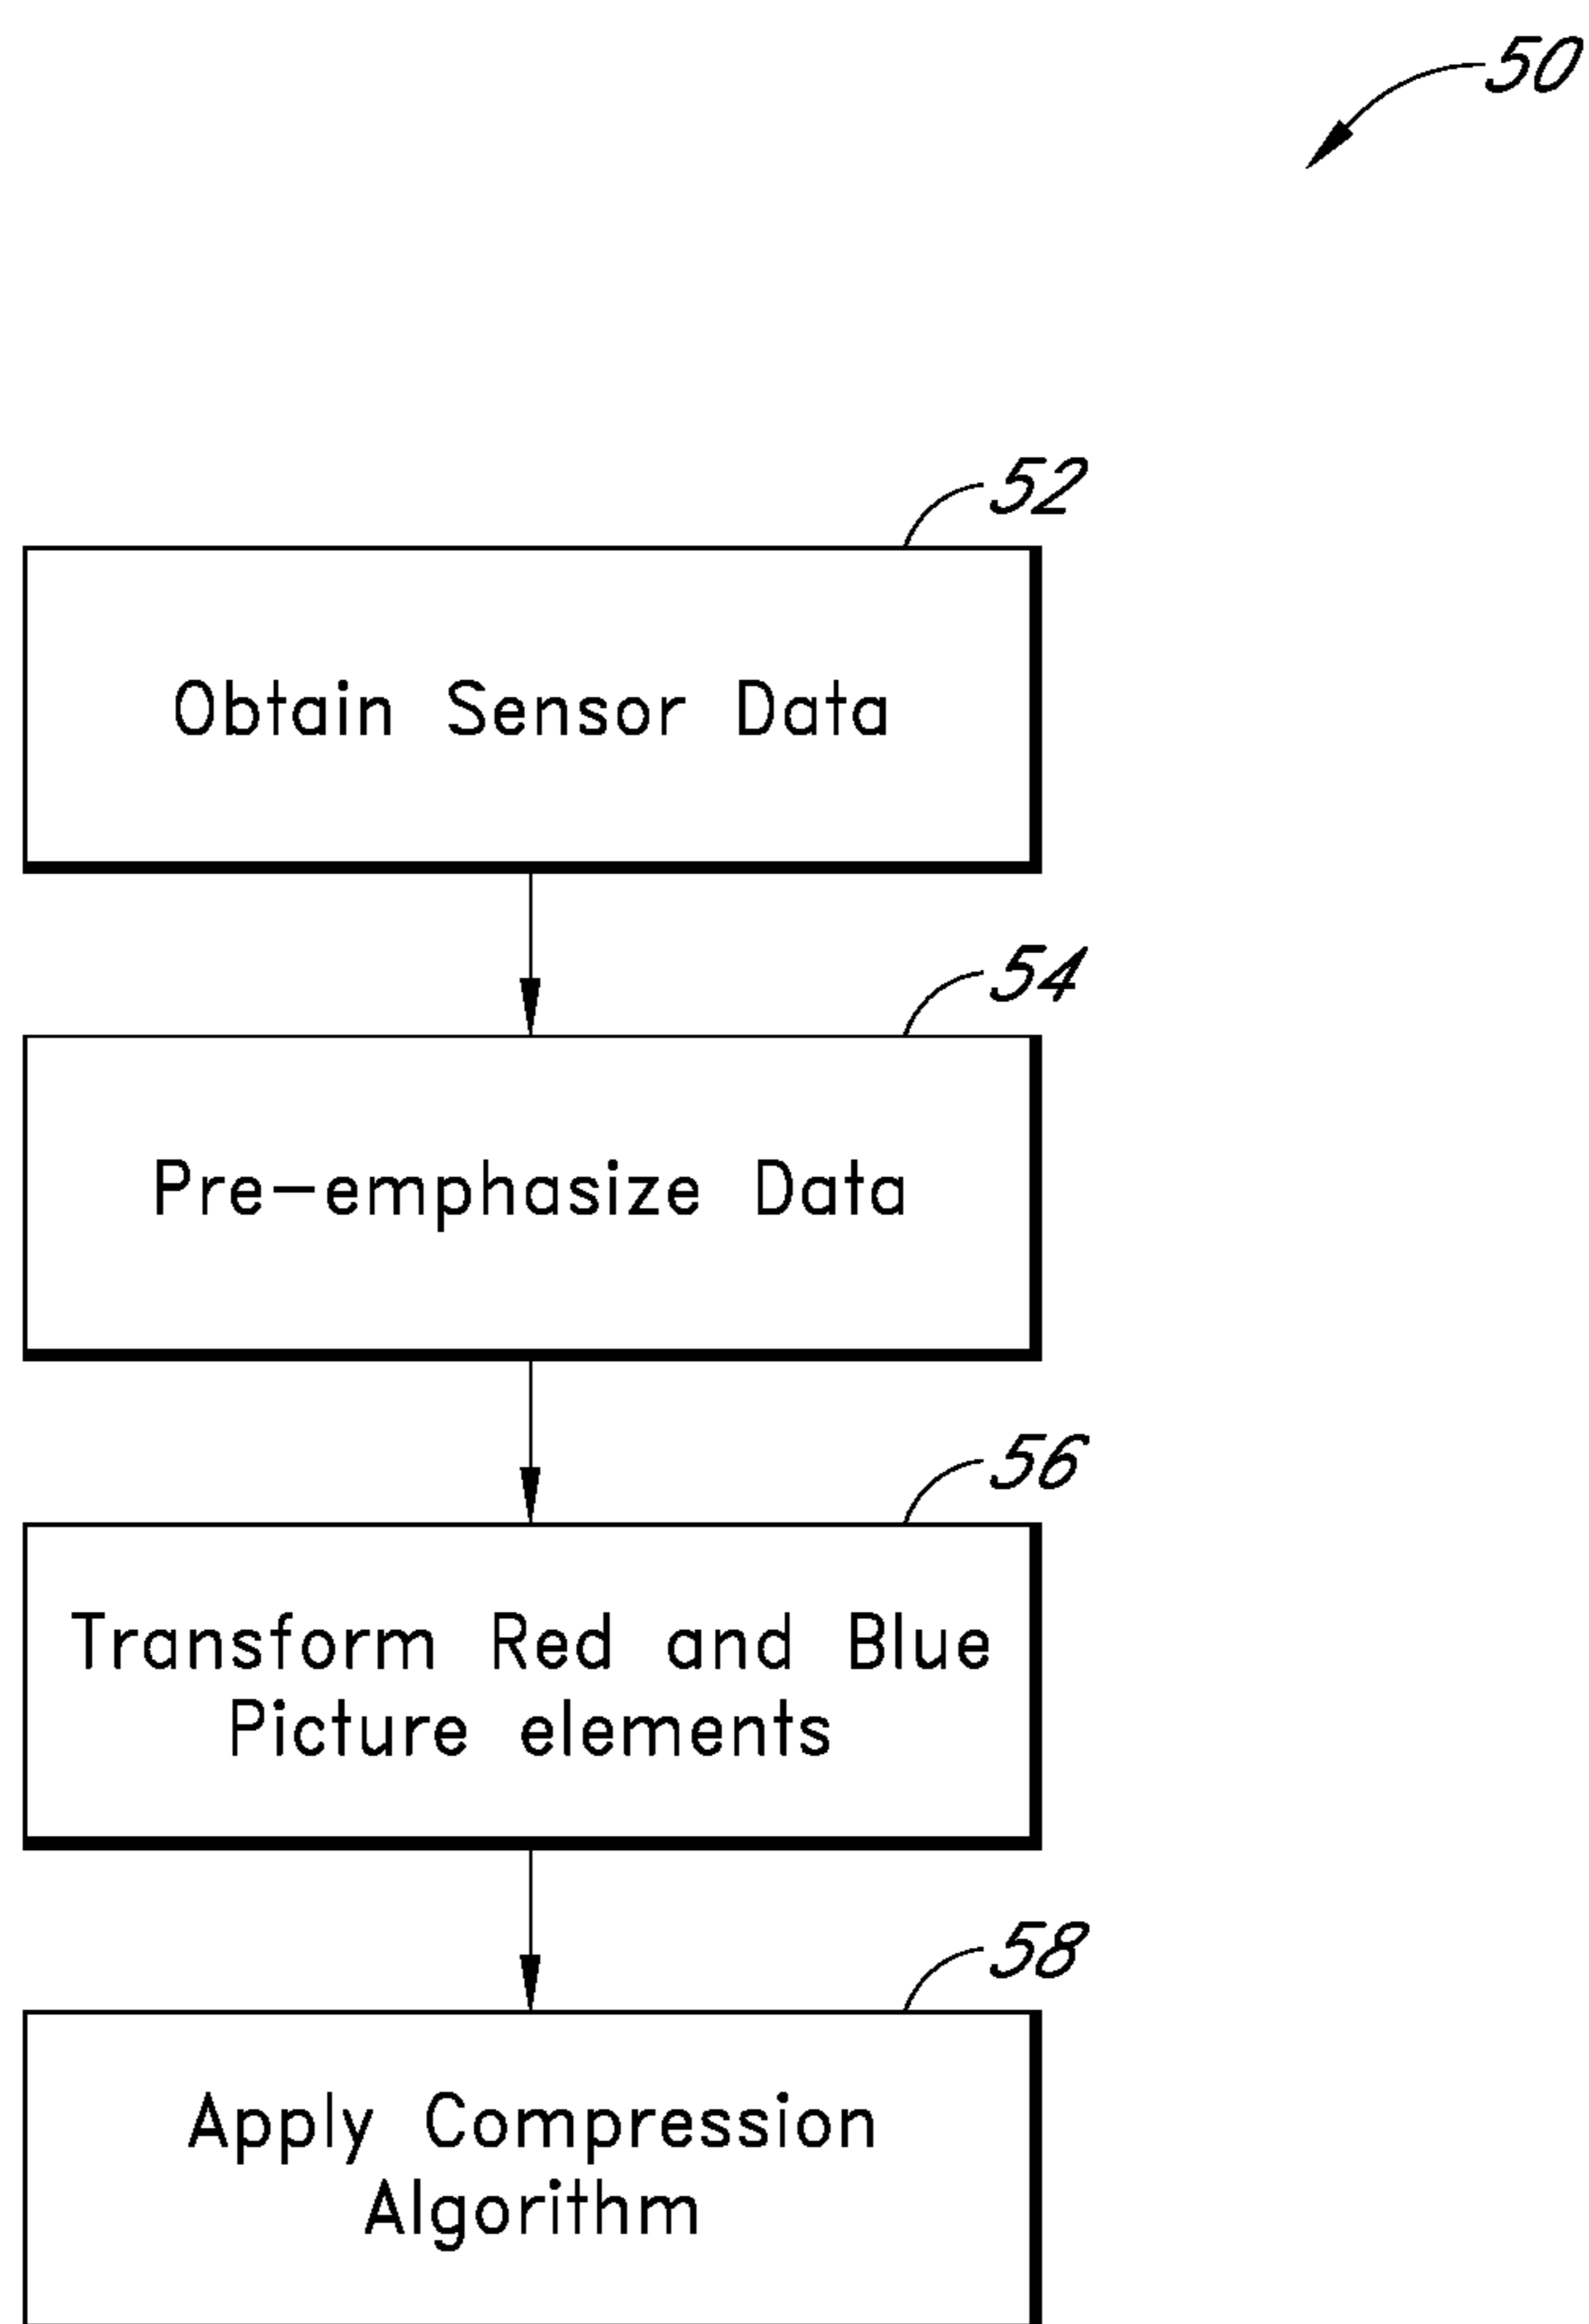 50
52
Obtain Sensor Data
54
Pre-emphasize Data
56
Transform Red and Blue
Picture elements
58
Apply Compression
Algorithm